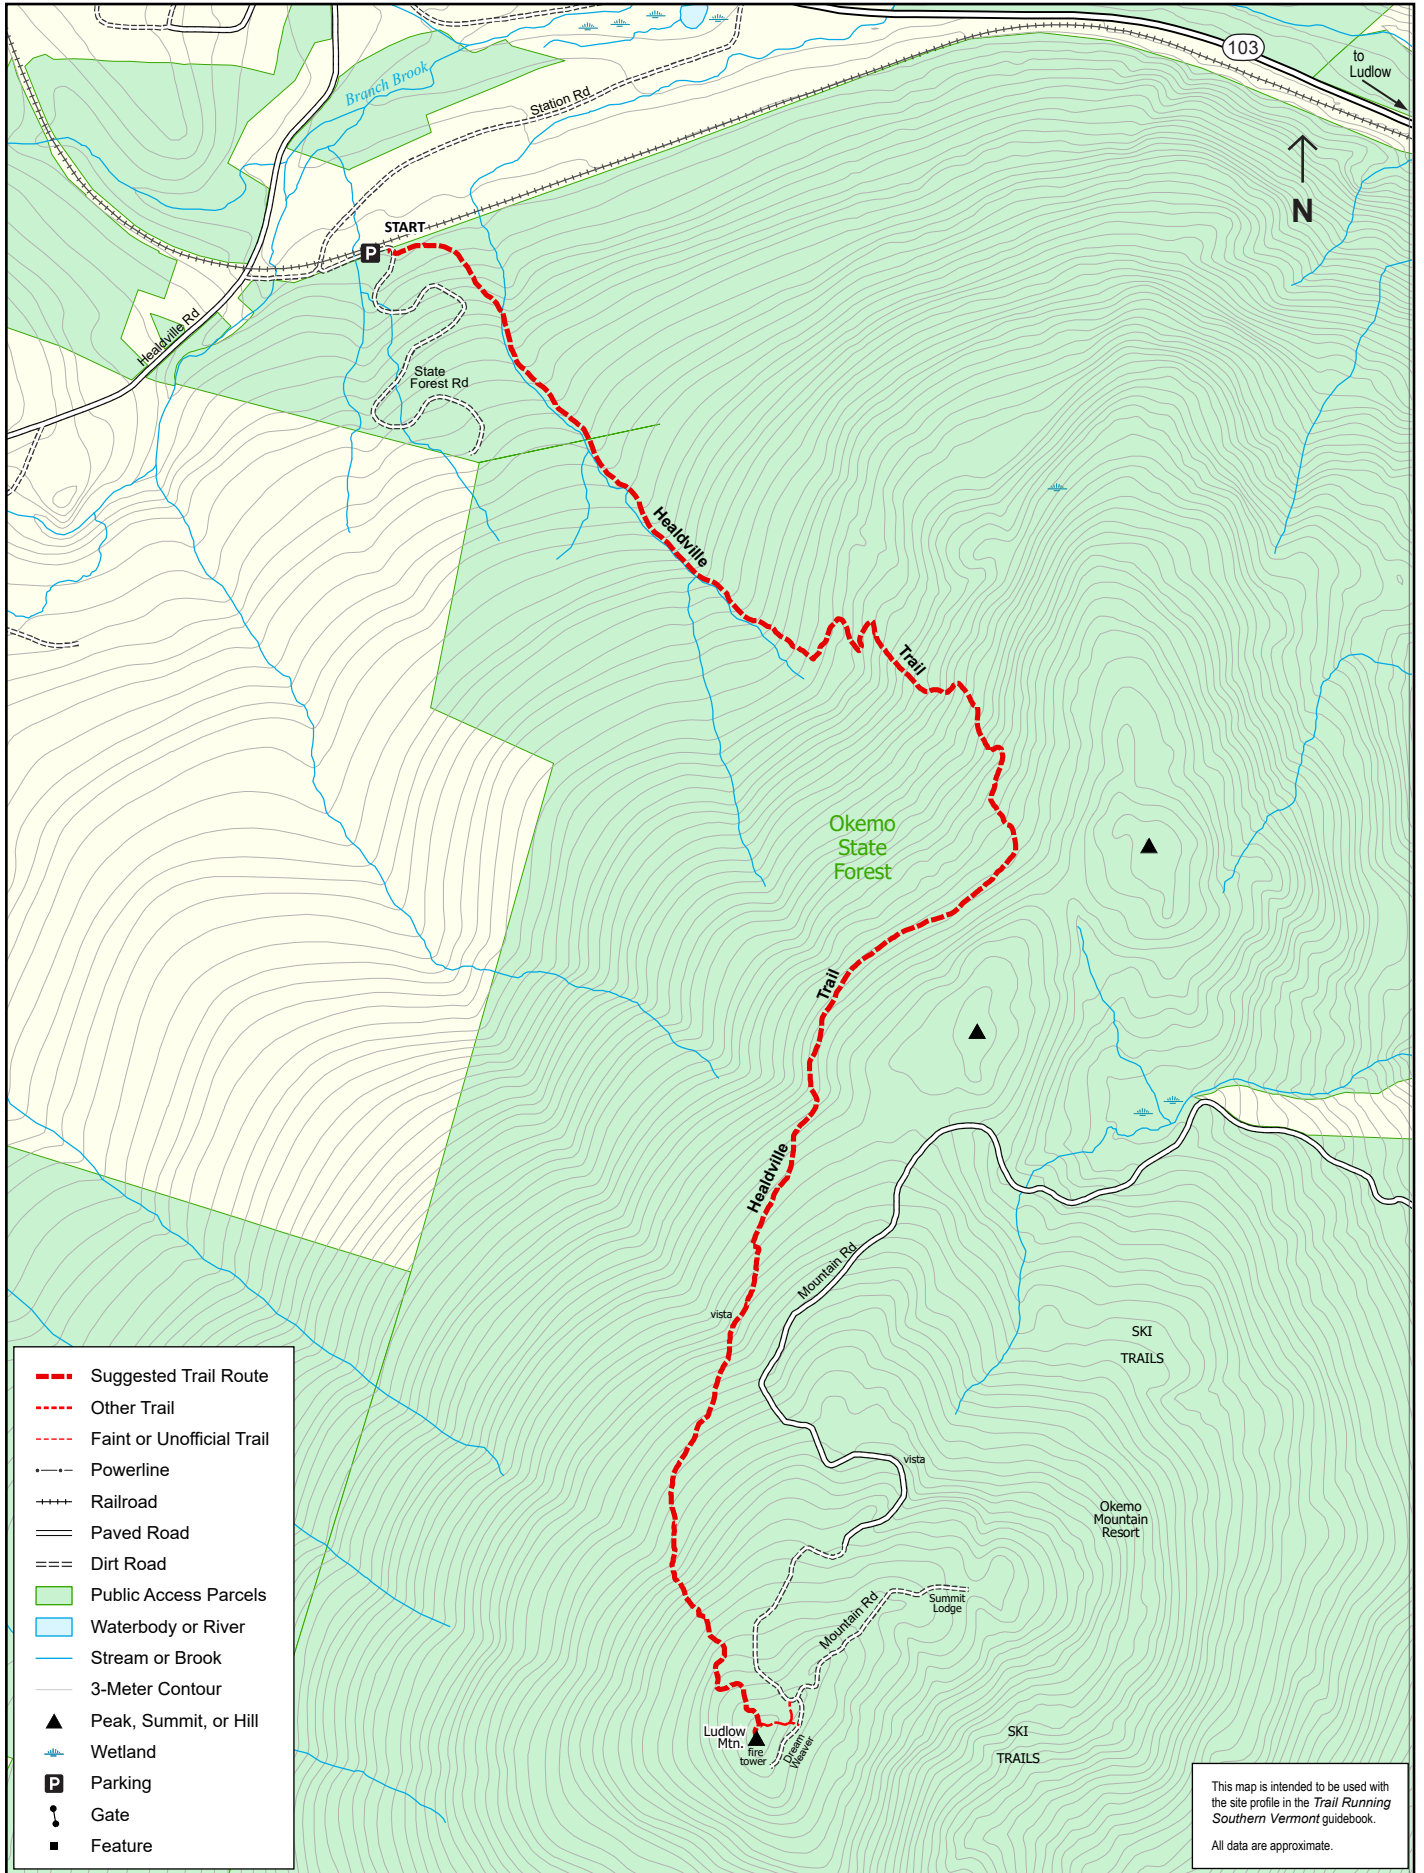 103
to
Ludlow
Branch Brook
Station Rd
N
START
P
Healdville Rd
State
Forest Rd
Healdville
Trail
Okemo
State
Forest
Trail
Healdville
Mountain Rd
vista
SKI
TRAILS
vista
Okemo
Mountain
Resort
Mountain Rd
Summit
Lodge
Ludlow
Mtn.
fire
tower
Dream
Weaver
SKI
TRAILS
Suggested Trail Route
Other Trail
Faint or Unofficial Trail
Powerline
Railroad
Paved Road
Dirt Road
Public Access Parcels
Waterbody or River
Stream or Brook
3-Meter Contour
Peak, Summit, or Hill
Wetland
P Parking
Gate
Feature
This map is intended to be used with
the site profile in the Trail Running
Southern Vermont guidebook.
All data are approximate.